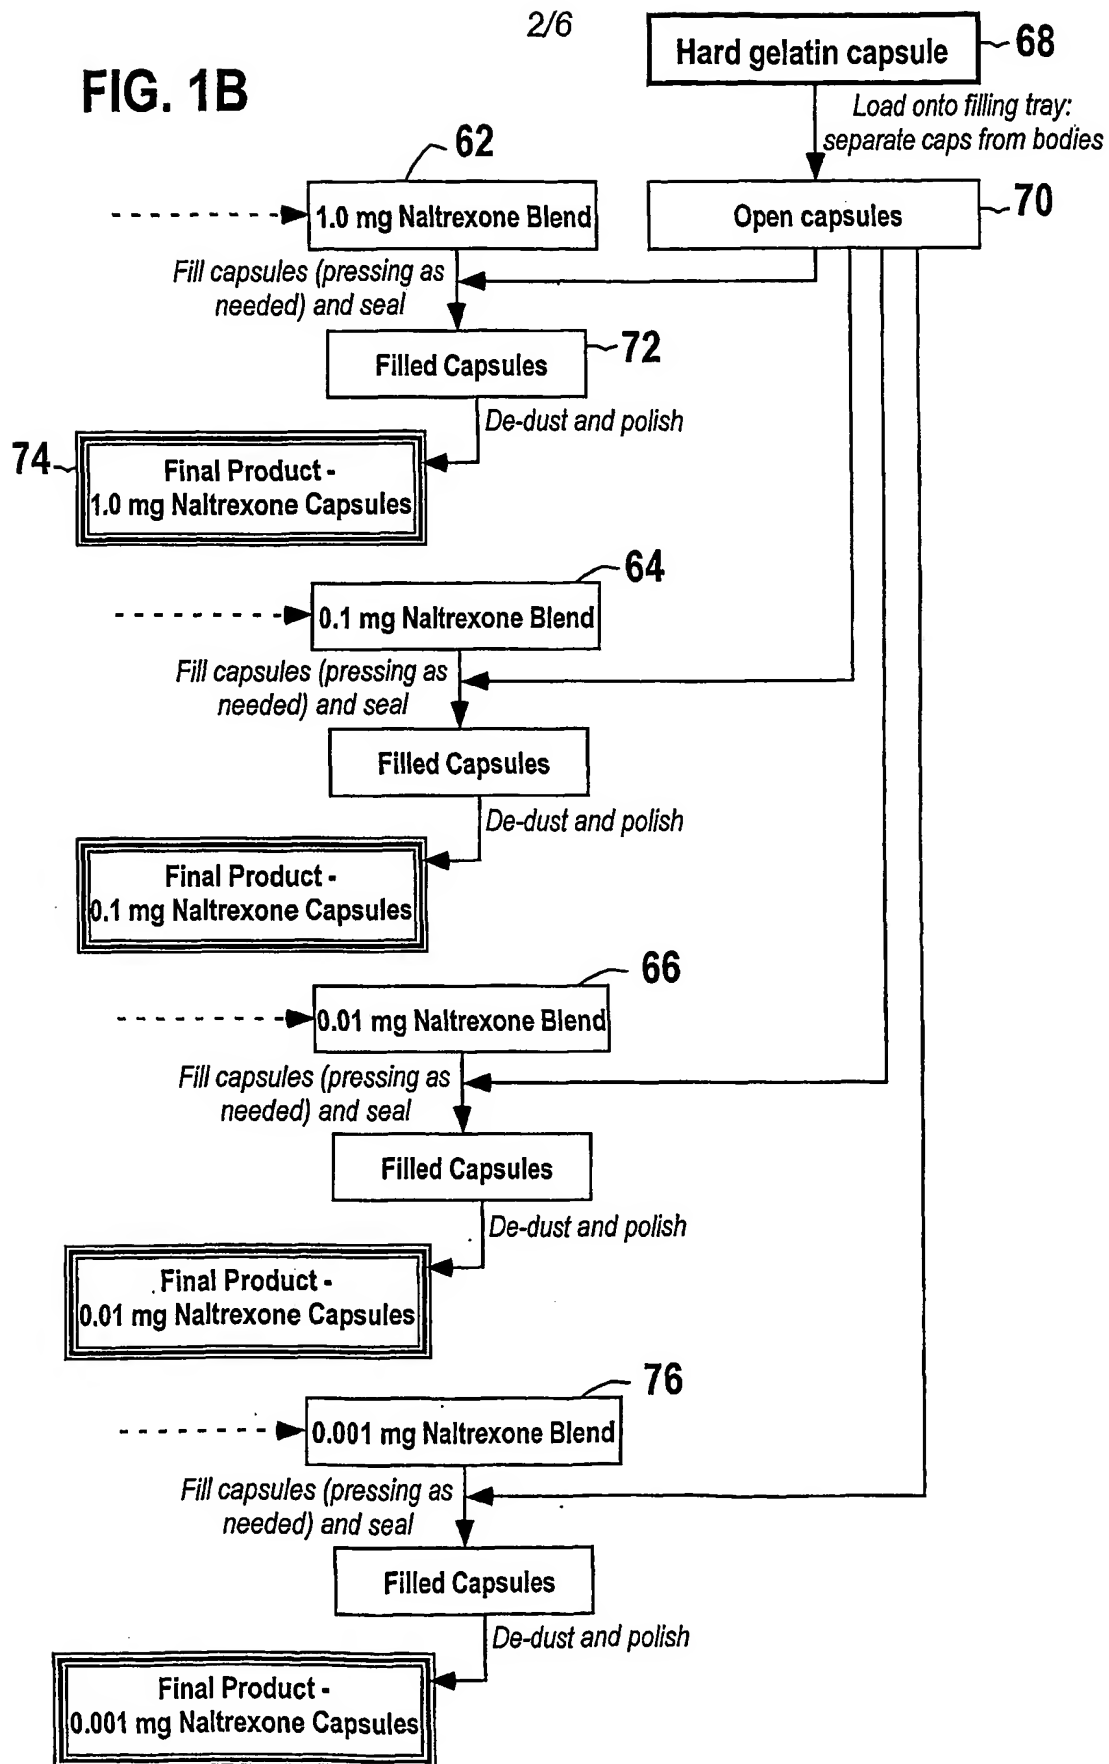 2/6
FIG. 1B
Hard gelatin capsule
68
Load onto filling tray:
separate caps from bodies
62
1.0 mg Naltrexone Blend
Open capsules
70
Fill capsules (pressing as
needed) and seal
Filled Capsules
72
De-dust and polish
74
Final Product -
1.0 mg Naltrexone Capsules
64
0.1 mg Naltrexone Blend
Fill capsules (pressing as
needed) and seal
Filled Capsules
De-dust and polish
Final Product -
0.1 mg Naltrexone Capsules
66
0.01 mg Naltrexone Blend
Fill capsules (pressing as
needed) and seal
Filled Capsules
De-dust and polish
Final Product -
0.01 mg Naltrexone Capsules
76
0.001 mg Naltrexone Blend
Fill capsules (pressing as
needed) and seal
Filled Capsules
De-dust and polish
Final Product -
0.001 mg Naltrexone Capsules